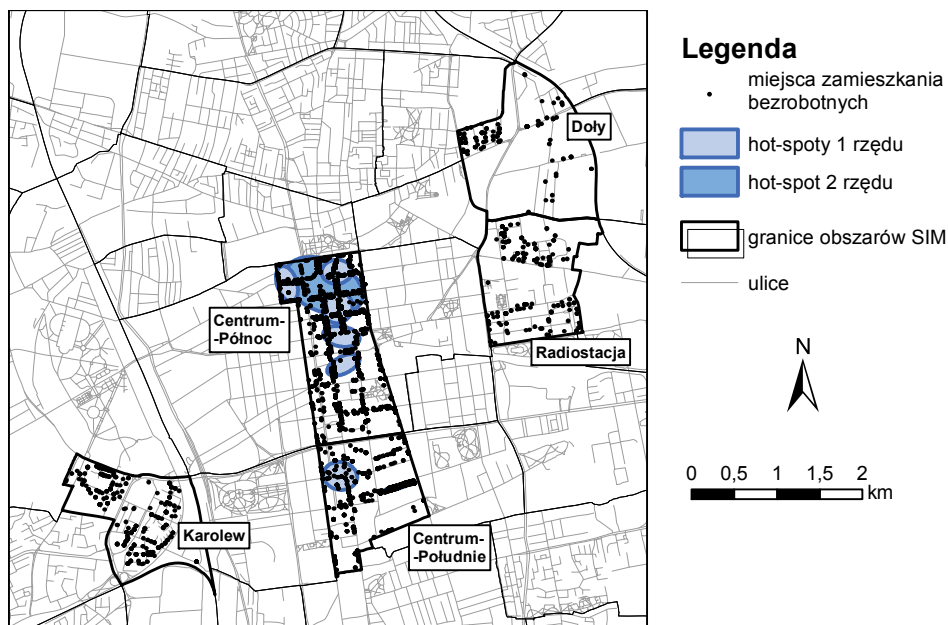 Legenda
miejsca zamieszkania
bezrobotnych
hot-spoty 1 rzędu
hot-spot 2 rzędu
granice obszarów SIM
ulice
Doły
Centrum-
-Północ
Radiostacja
Karolew
Centrum-
-Południe
N
0 0,5 1 1,5 2
km